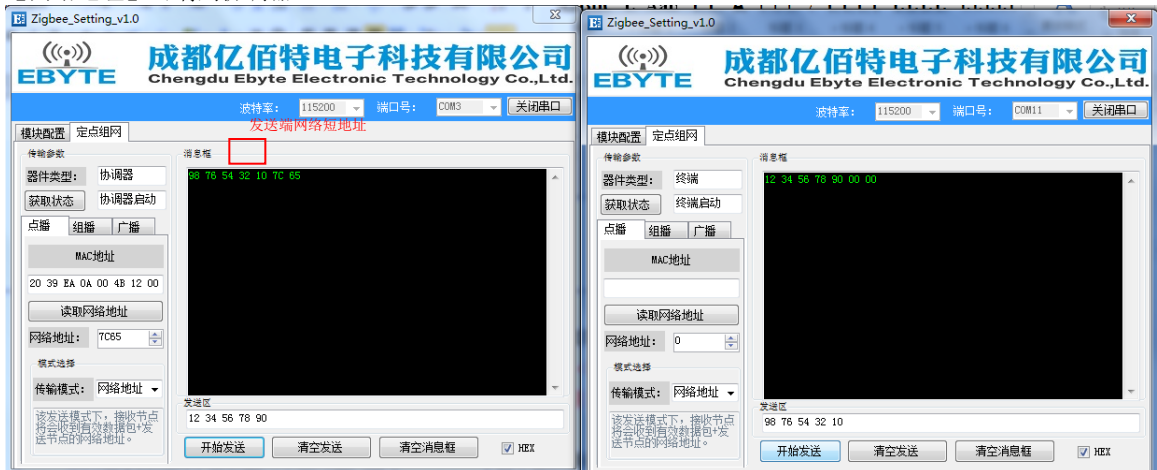 Zigbee_Setting_v1.0
EBYTE
成都亿佰特电子科技有限公司
Chengdu Ebyte Electronic Technology Co.,Ltd.
波特率: 115200 端口号: COM3 关闭串口
发送端网络短地址
模块配置 定点组网
传输参数
器件类型: 协调器
获取状态 协调器启动
点播 组播 广播
MAC地址
20 39 EA 0A 00 4B 12 00
读取网络地址
网络地址: 7C65
模式选择
传输模式: 网络地址
该发送模式下，接收节点
将会收到有效数据包+发
送节点的网络地址。
消息框
98 76 54 32 10 7C 65
发送区
12 34 56 78 90
开始发送 清空发送 清空消息框 HEX
Zigbee_Setting_v1.0
EBYTE
成都亿佰特电子科技有限公司
Chengdu Ebyte Electronic Technology Co.,Ltd.
波特率: 115200 端口号: COM11 关闭串口
模块配置 定点组网
传输参数
器件类型: 终端
获取状态 终端启动
点播 组播 广播
MAC地址
读取网络地址
网络地址: 0
模式选择
传输模式: 网络地址
该发送模式下，接收节点
将会收到有效数据包+发
送节点的网络地址。
消息框
12 34 56 78 90 00 00
发送区
98 76 54 32 10
开始发送 清空发送 清空消息框 HEX